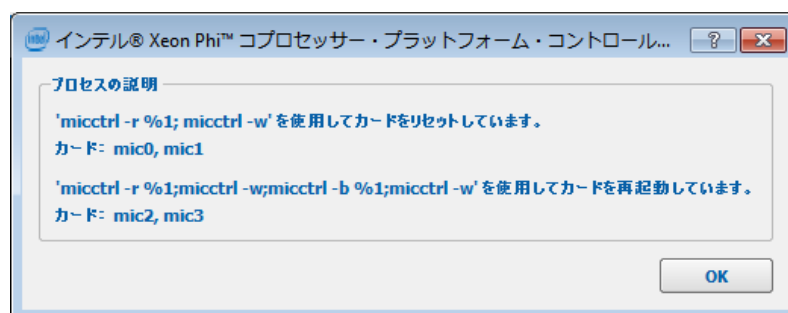 インテル® Xeon Phi™ コプロセッサー・プラットフォーム・コントロール...
プロセスの説明
'micctrl -r %1; micctrl -w' を使用してカードをリセットしています。
カード: mic0, mic1
'micctrl -r %1;micctrl -w;micctrl -b %1;micctrl -w' を使用してカードを再起動しています。
カード: mic2, mic3
OK